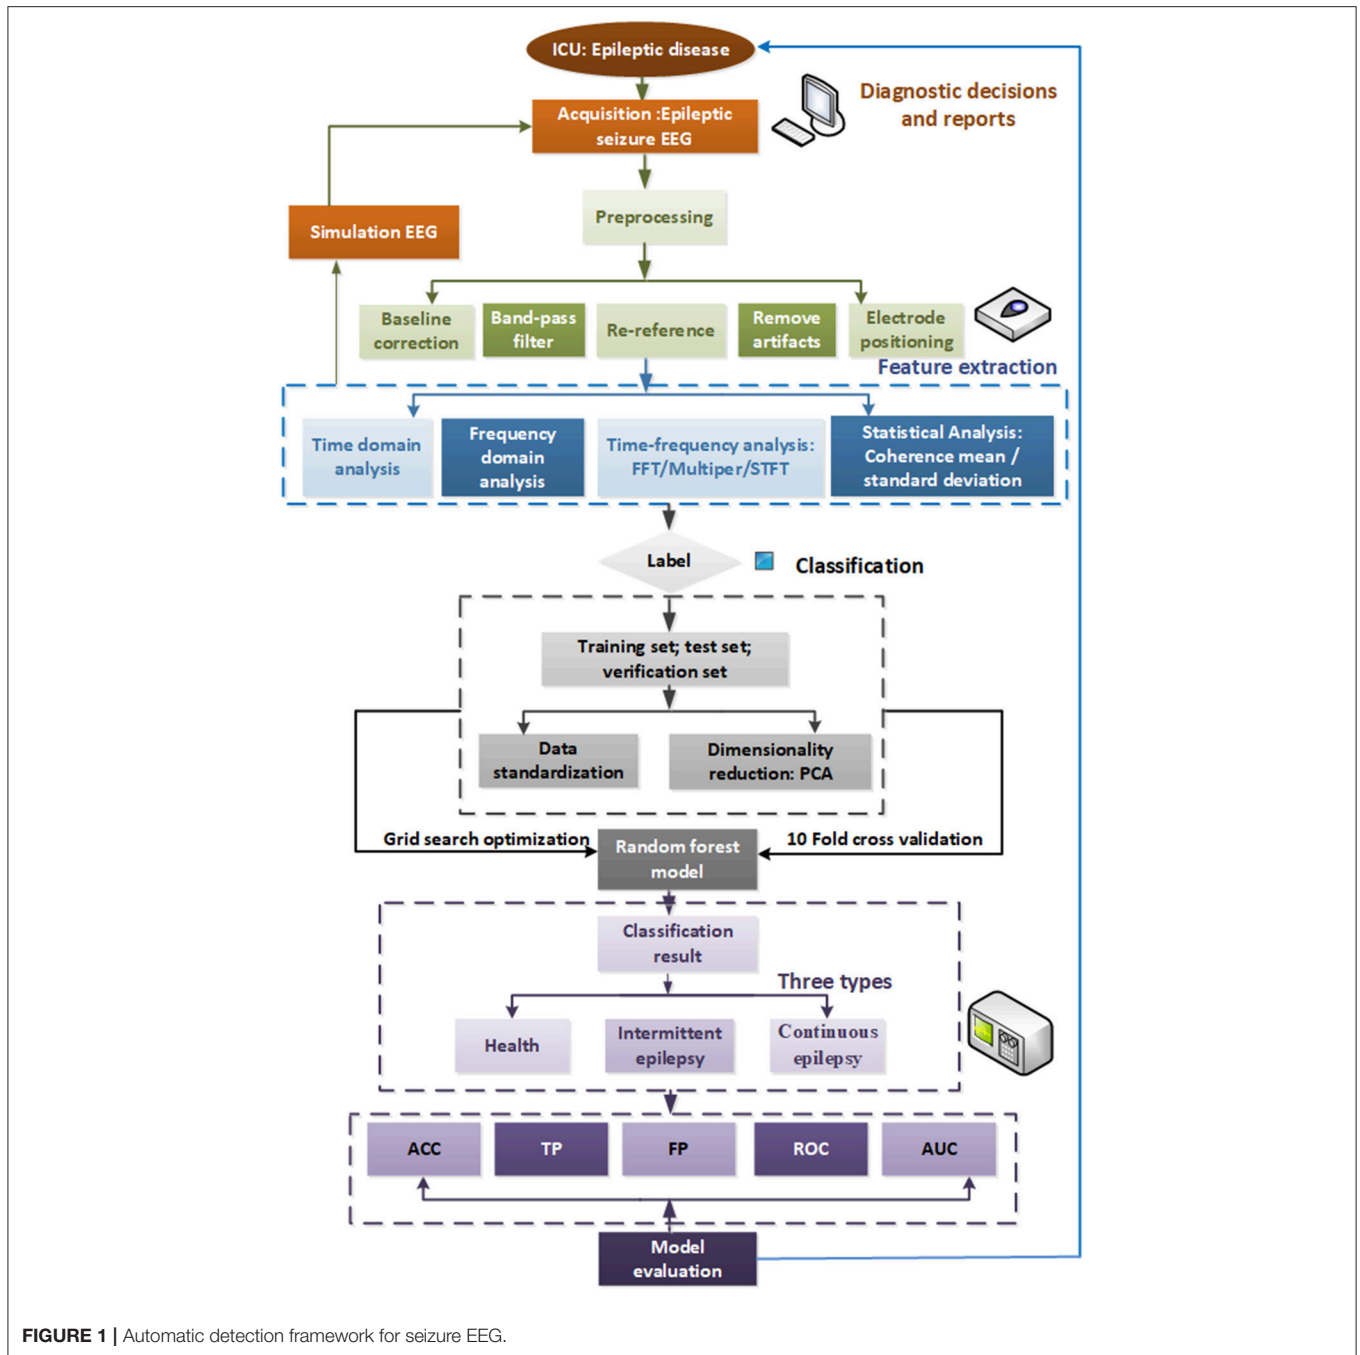 ICU: Epileptic disease
Acquisition :Epileptic
seizure EEG
Diagnostic decisions
and reports
Simulation EEG
Preprocessing
Baseline
correction
Band-pass
filter
Re-reference
Remove
artifacts
Electrode
positioning
Feature extraction
Time domain
analysis
Frequency
domain
analysis
Time-frequency analysis:
FFT/Multiper/STFT
Statistical Analysis:
Coherence mean /
standard deviation
Label
Classification
Training set; test set;
verification set
Data
standardization
Dimensionality
reduction: PCA
Grid search optimization
Random forest
model
10 Fold cross validation
Classification
result
Three types
Health
Intermittent
epilepsy
Continuous
epilepsy
ACC
TP
FP
ROC
AUC
Model
evaluation
FIGURE 1 | Automatic detection framework for seizure EEG.